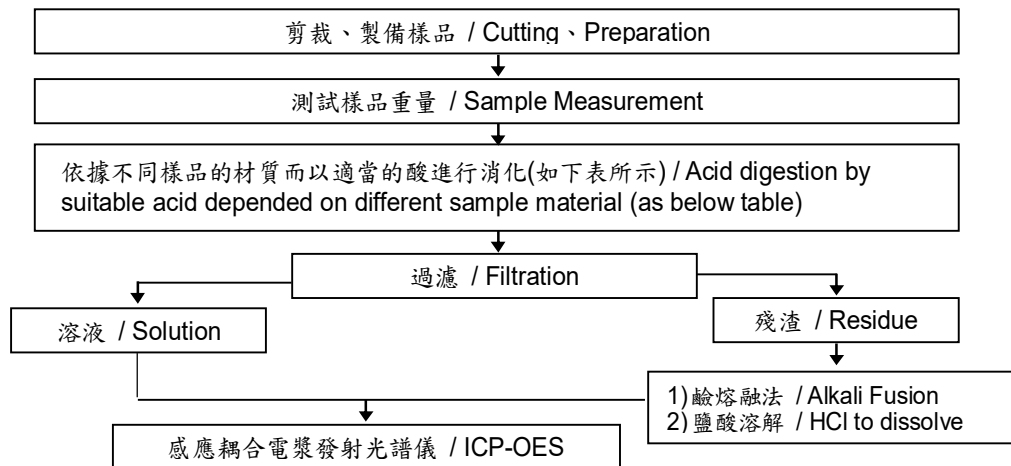 剪裁、製備樣品 / Cutting、Preparation
測試樣品重量 / Sample Measurement
依據不同樣品的材質而以適當的酸進行消化(如下表所示) / Acid digestion by
suitable acid depended on different sample material (as below table)
過濾 / Filtration
溶液 / Solution
殘渣 / Residue
1)鹼熔融法 / Alkali Fusion
2)鹽酸溶解 / HCl to dissolve
感應耦合電漿發射光譜儀 / ICP-OES